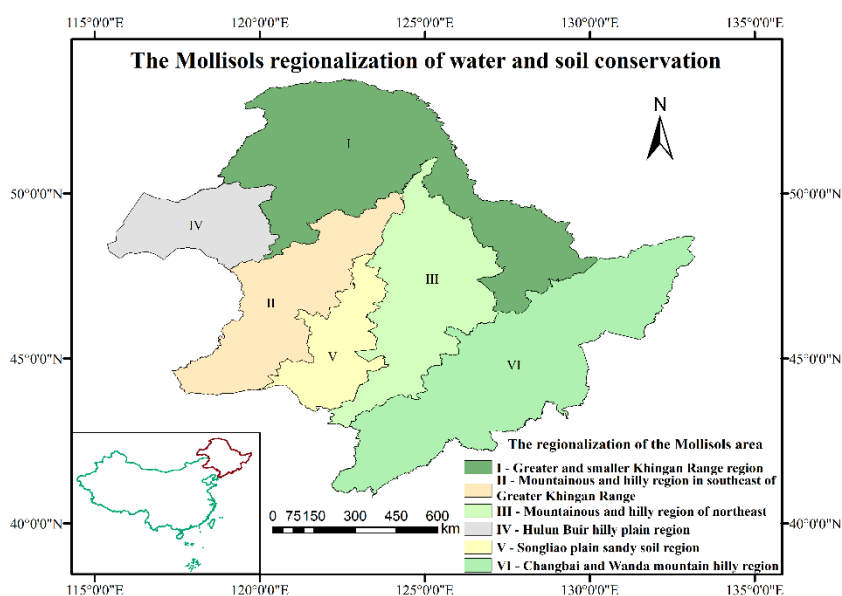 115°0'0"E 120°0'0"E 125°0'0"E 130°0'0"E 135°0'0"E
The Mollisols regionalization of water and soil conservation
N
I
50°0'0"N 50°0'0"N
IV
III
II
45°0'0"N 45°0'0"N
V
VI
The regionalization of the Mollisols area
I - Greater and smaller Khingan Range region
II - Mountainous and hilly region in southeast of
Greater Khingan Range
III - Mountainous and hilly region of northeast
IV - Hulun Buir hilly plain region
V - Songliao plain sandy soil region
VI - Changbai and Wanda mountain hilly region
0 75 150 300 450 600
km
40°0'0"N 40°0'0"N
115°0'0"E 120°0'0"E 125°0'0"E 130°0'0"E 135°0'0"E